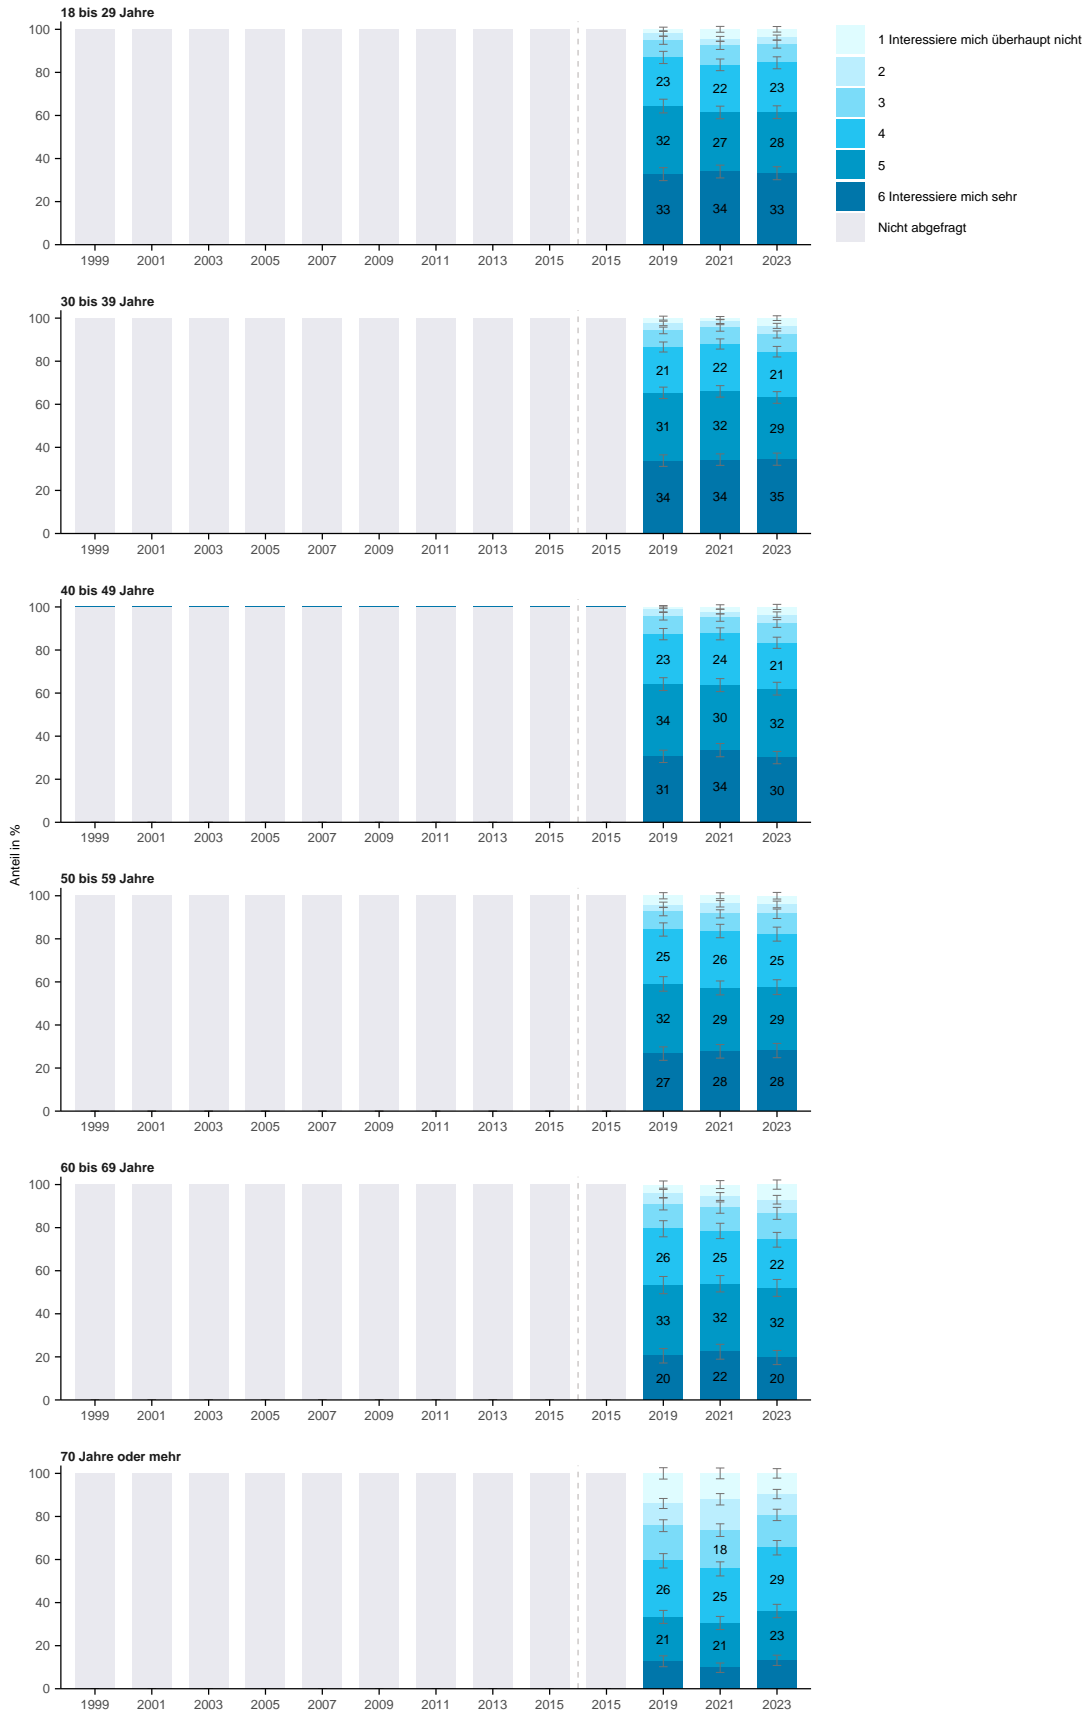 18 bis 29 Jahre
100
80
60
40
20
0
23 22 23
32 27 28
33 34 33
1999 2001 2003 2005 2007 2009 2011 2013 2015 2015 2019 2021 2023
1 Interessiere mich überhaupt nicht
2
3
4
5
6 Interessiere mich sehr
Nicht abgefragt
30 bis 39 Jahre
100
80
60
40
20
0
21 22 21
31 32 29
34 34 35
1999 2001 2003 2005 2007 2009 2011 2013 2015 2015 2019 2021 2023
40 bis 49 Jahre
100
80
60
40
20
0
23 24 21
34 30 32
31 34 30
1999 2001 2003 2005 2007 2009 2011 2013 2015 2015 2019 2021 2023
Anteil in %
50 bis 59 Jahre
100
80
60
40
20
0
25 26 25
32 29 29
27 28 28
1999 2001 2003 2005 2007 2009 2011 2013 2015 2015 2019 2021 2023
60 bis 69 Jahre
100
80
60
40
20
0
26 25 22
33 32 32
20 22 20
1999 2001 2003 2005 2007 2009 2011 2013 2015 2015 2019 2021 2023
70 Jahre oder mehr
100
80
60
40
20
0
18
26 25 29
21 21 23
1999 2001 2003 2005 2007 2009 2011 2013 2015 2015 2019 2021 2023